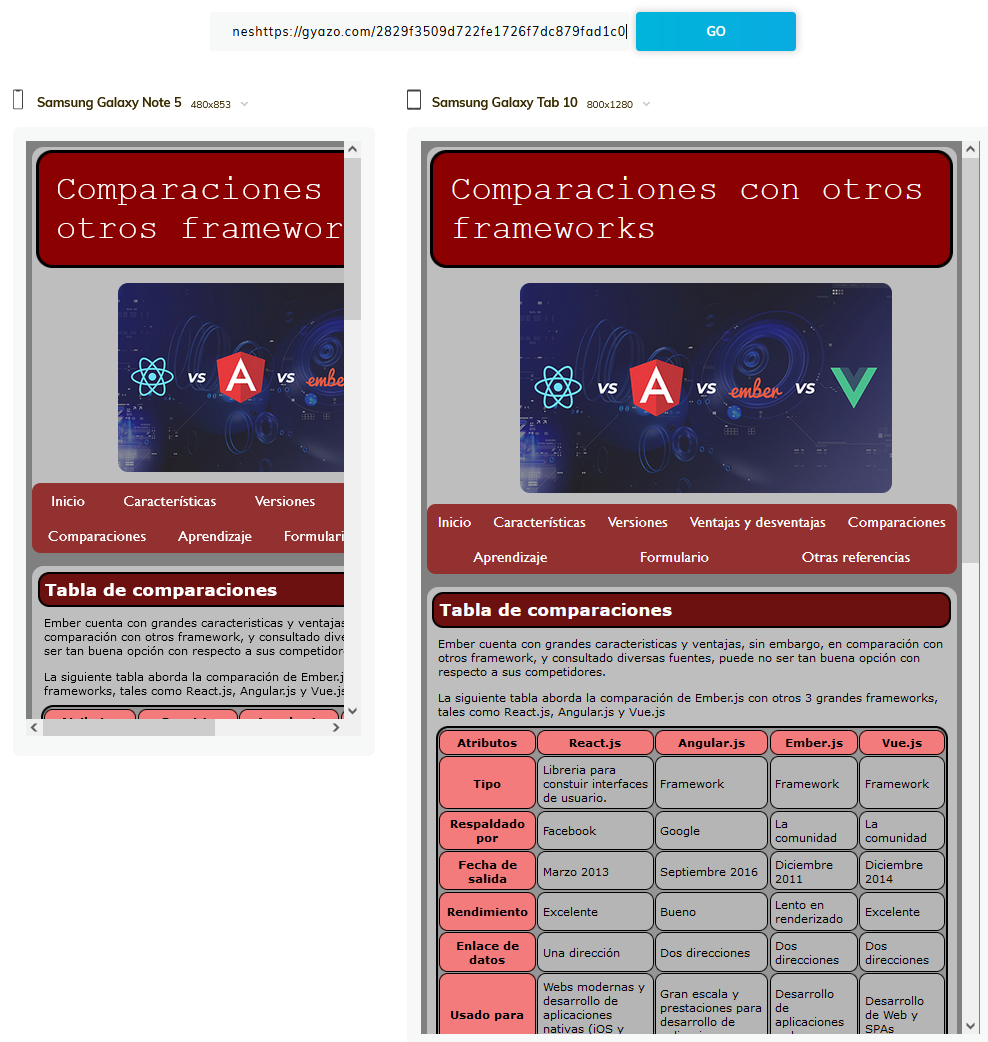 neshttps://gyazo.com/2829f3509d722fe1726f7dc879fad1c0
GO
Samsung Galaxy Note 5 480x853
Comparaciones
otros framewor
VS A VS embe
Inicio Características Versiones
Comparaciones Aprendizaje Formulari
Tabla de comparaciones
Ember cuenta con grandes caracteristicas y ventajas
comparación con otros framework, y consultado dive
ser tan buena opción con respecto a sus competidor
La siguiente tabla aborda la comparación de Ember.j
frameworks, tales como React.js, Angular.js y Vue.js
Samsung Galaxy Tab 10 800x1280
Comparaciones con otros
frameworks
VS A VS ember VS
Inicio Características Versiones Ventajas y desventajas Comparaciones
Aprendizaje Formulario Otras referencias
Tabla de comparaciones
Ember cuenta con grandes caracteristicas y ventajas, sin embargo, en comparación con
otros framework, y consultado diversas fuentes, puede no ser tan buena opción con
respecto a sus competidores.
La siguiente tabla aborda la comparación de Ember.js con otros 3 grandes frameworks,
tales como React.js, Angular.js y Vue.js
Atributos React.js Angular.js Ember.js Vue.js
Tipo
Libreria para
constuir interfaces
de usuario.
Framework
Framework
Framework
Respaldado
por
Facebook
Google
La
comunidad
La
comunidad
Fecha de
salida
Marzo 2013
Septiembre 2016
Diciembre
2011
Diciembre
2014
Rendimiento
Excelente
Bueno
Lento en
renderizado
Excelente
Enlace de
datos
Una dirección
Dos direcciones
Dos
direcciones
Dos
direcciones
Usado para
Webs modernas y
desarrollo de
aplicaciones
nativas (iOS y
Gran escala y
prestaciones para
desarrollo de
Desarrollo
de
aplicaciones
Desarrollo
de Web y
SPAs